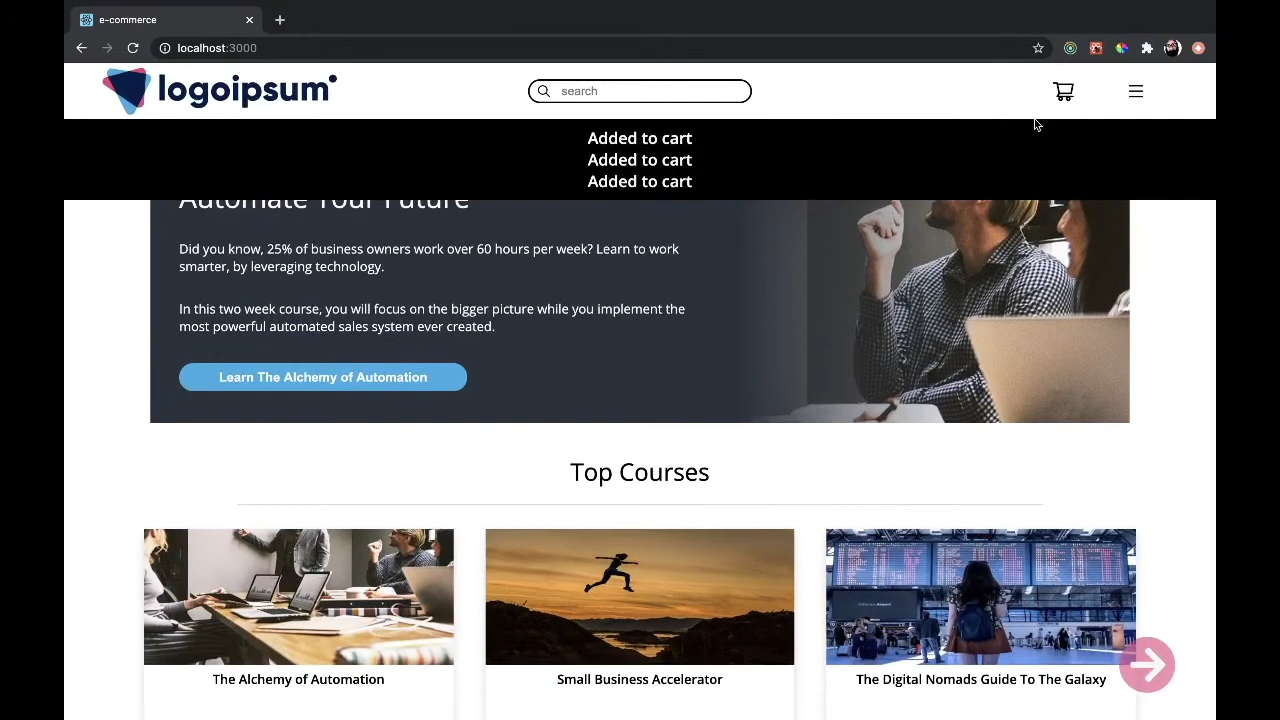 e-commerce
localhost:3000
logoipsum
search
Added to cart
Added to cart
Added to cart
Automate Your Future
Did you know, 25% of business owners work over 60 hours per week? Learn to work
smarter, by leveraging technology.
In this two week course, you will focus on the bigger picture while you implement the
most powerful automated sales system ever created.
Learn The Alchemy of Automation
Top Courses
The Alchemy of Automation
Small Business Accelerator
The Digital Nomads Guide To The Galaxy